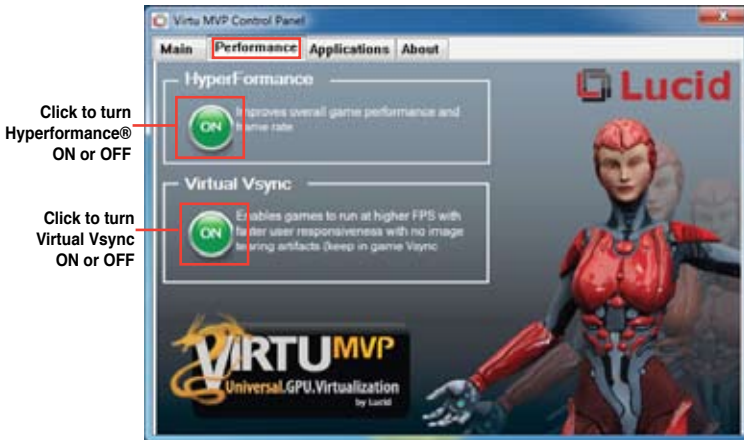 Virtu MVP Control Panel
Main Performance Applications About
HyperFormance
Lucid
Click to turn
Hyperformance®
ON or OFF
ON
Improves overall game performance and
frame rate
Virtual Vsync
Click to turn
Virtual Vsync
ON or OFF
ON
Enables games to run at higher FPS with
faster user responsiveness with no image
tearing artifacts (keep in game Vsync
VIRTU MVP
Universal.GPU.Virtualization
by Lucid